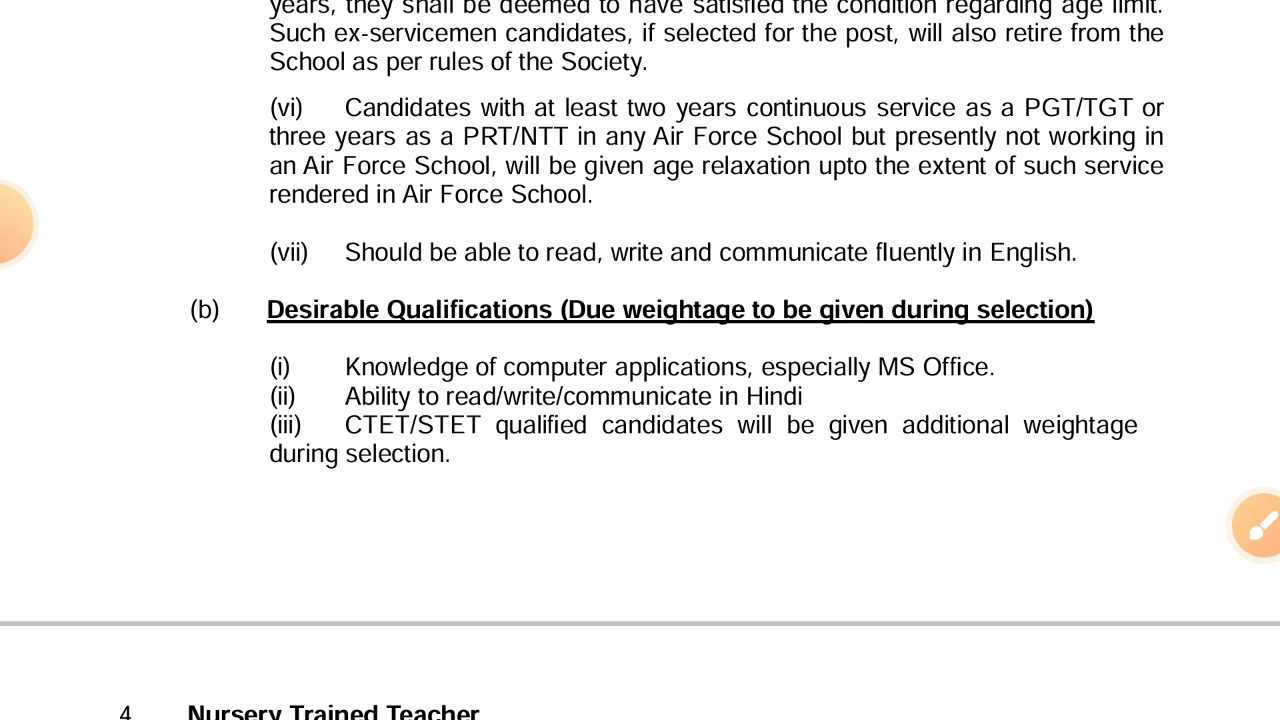 years, they shall be deemed to have satisfied the condition regarding age limit.
Such ex-servicemen candidates, if selected for the post, will also retire from the
School as per rules of the Society.
(vi) Candidates with at least two years continuous service as a PGT/TGT or
three years as a PRT/NTT in any Air Force School but presently not working in
an Air Force School, will be given age relaxation upto the extent of such service
rendered in Air Force School.
(vii) Should be able to read, write and communicate fluently in English.
(b) Desirable Qualifications (Due weightage to be given during selection)
(i) Knowledge of computer applications, especially MS Office.
(ii) Ability to read/write/communicate in Hindi
(iii) CTET/STET qualified candidates will be given additional weightage
during selection.
4 Nursery Trained Teacher